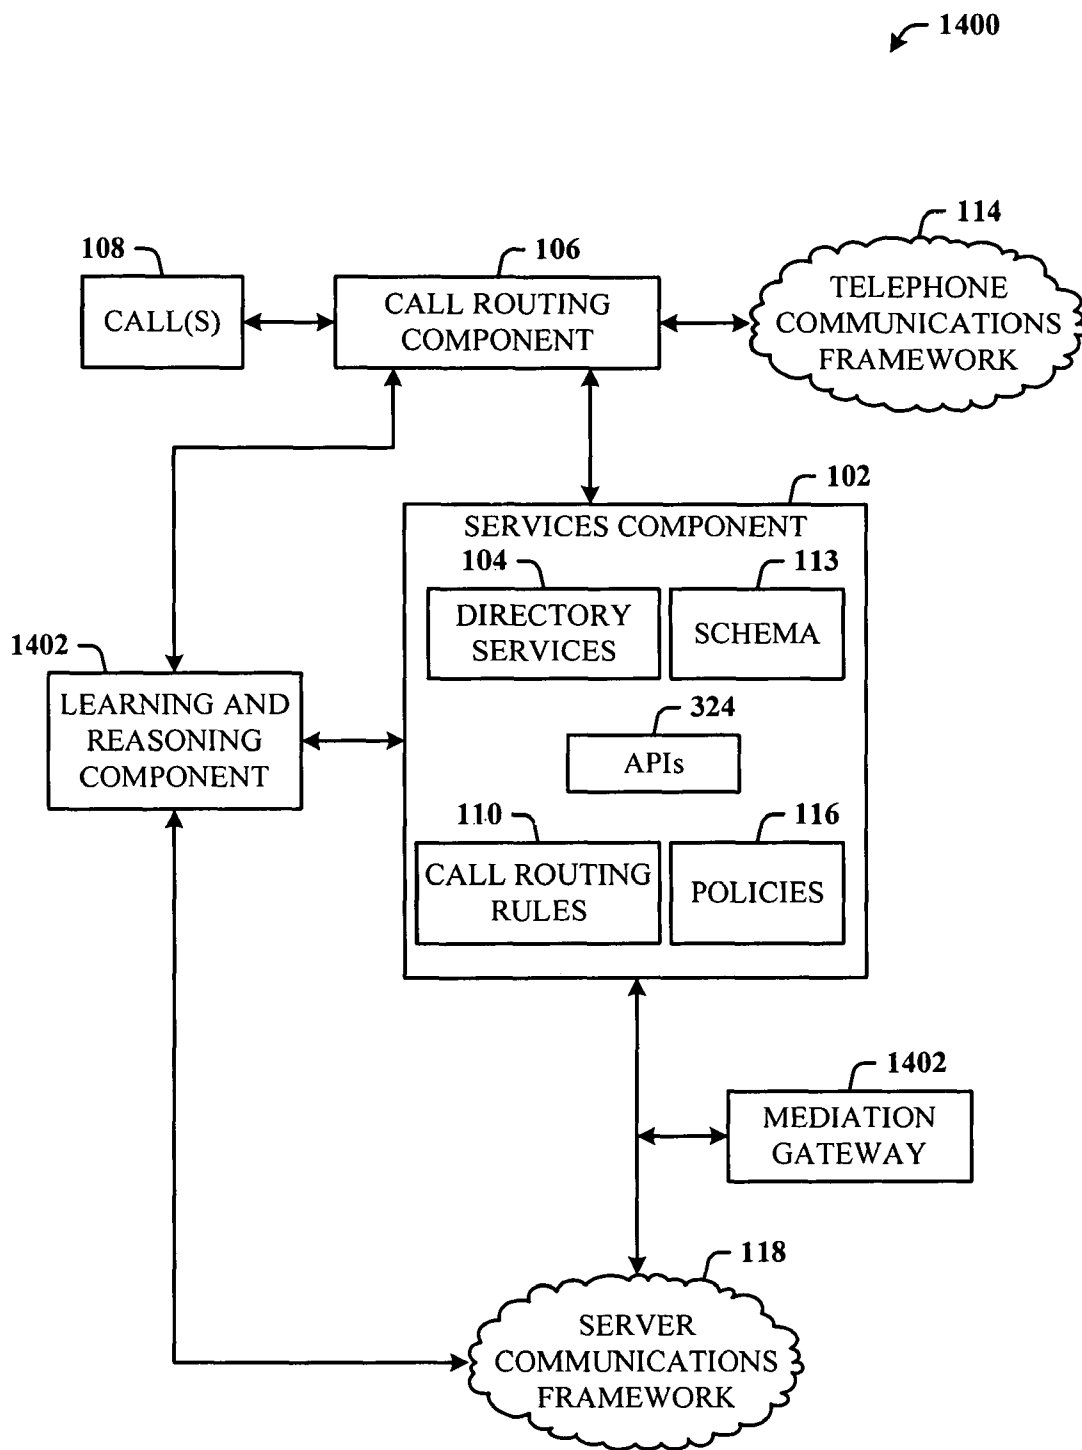 1400
114
108
106
TELEPHONE
COMMUNICATIONS
FRAMEWORK
CALL(S)
CALL ROUTING
COMPONENT
102
SERVICES COMPONENT
104
113
DIRECTORY
SERVICES
SCHEMA
1402
LEARNING AND
REASONING
COMPONENT
324
APIs
110
116
CALL ROUTING
RULES
POLICIES
1402
MEDIATION
GATEWAY
118
SERVER
COMMUNICATIONS
FRAMEWORK